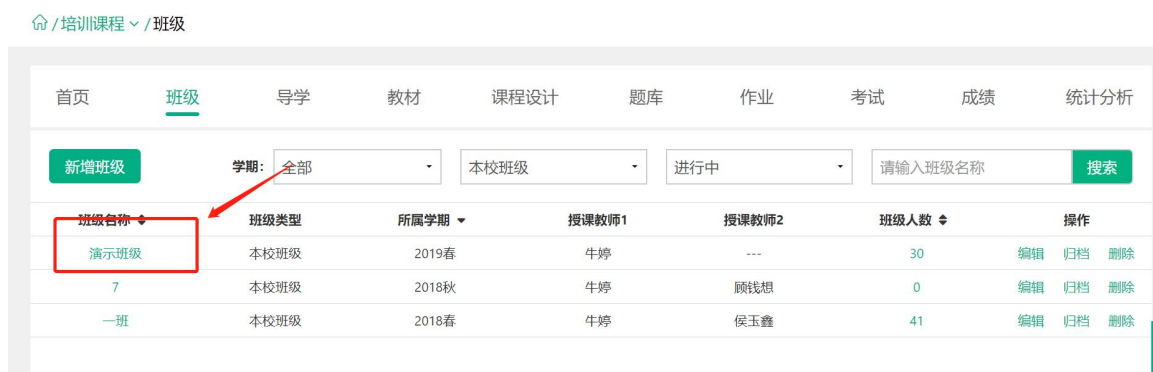 /培训课程 /班级
首页 班级 导学 教材 课程设计 题库 作业 考试 成绩 统计分析
新增班级 学期: 全部 本校班级 进行中 请输入班级名称 搜索
班级名称 班级类型 所属学期 授课教师1 授课教师2 班级人数 操作
演示班级 本校班级 2019春 牛婷 --- 30 编辑 归档 删除
7 本校班级 2018秋 牛婷 顾钱想 0 编辑 归档 删除
一班 本校班级 2018春 牛婷 侯玉鑫 41 编辑 归档 删除